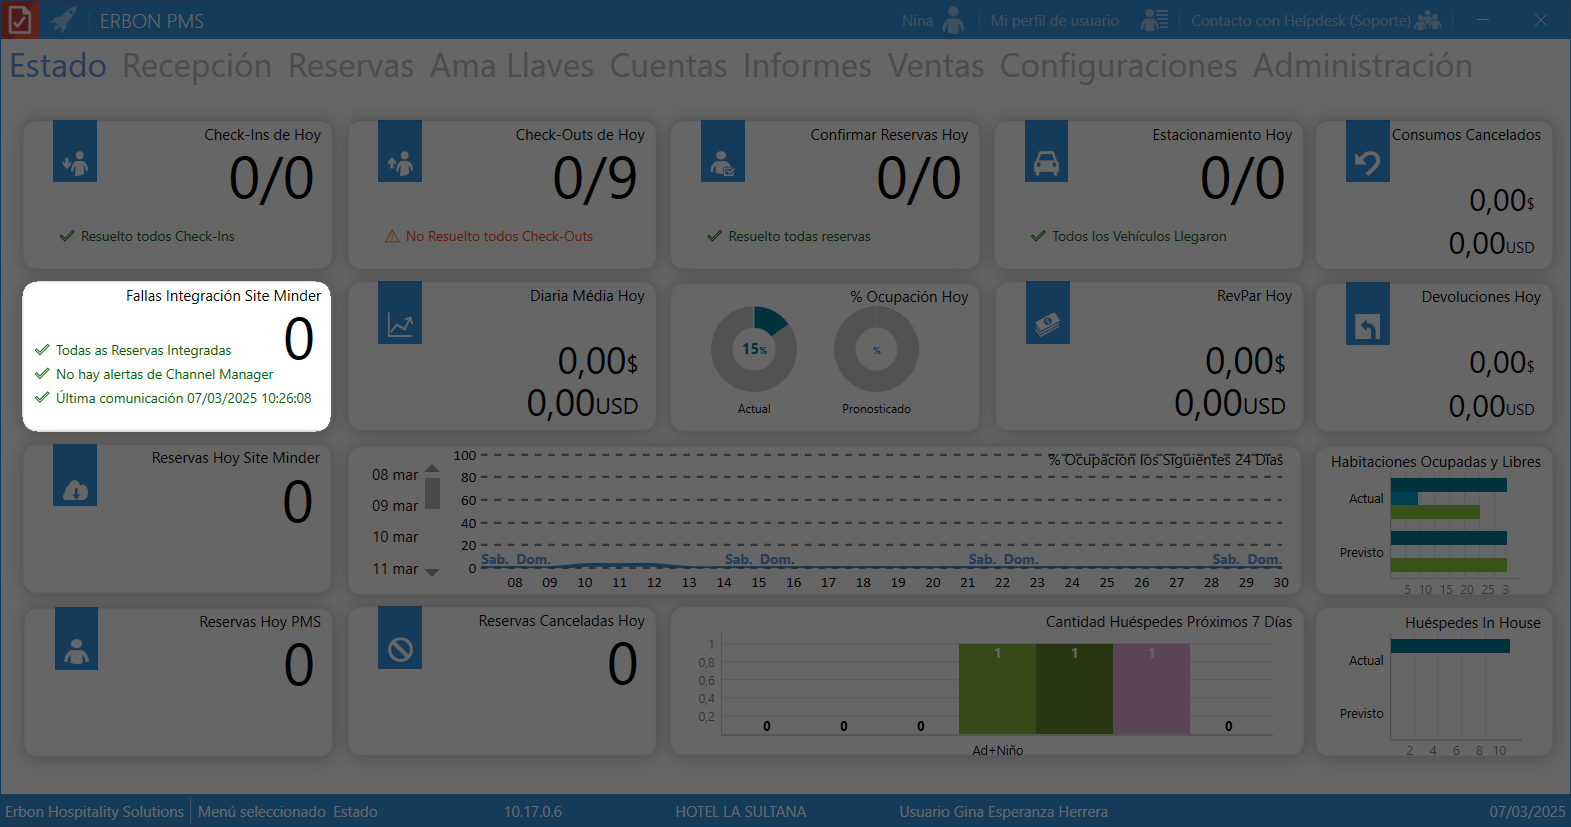 ERBON PMS
Nina
Mi perfil de usuario
Contacto con Helpdesk (Soporte)
Estado Recepción Reservas Ama Llaves Cuentas Informes Ventas Configuraciones Administración
Check-Ins de Hoy
0/0
Resuelto todos Check-Ins
Check-Outs de Hoy
0/9
No Resuelto todos Check-Outs
Confirmar Reservas Hoy
0/0
Resuelto todas reservas
Estacionamiento Hoy
0/0
Todos los Vehículos Llegaron
Consumos Cancelados
0,00$
0,00USD
Fallas Integración Site Minder
0
Todas as Reservas Integradas
No hay alertas de Channel Manager
Última comunicación 07/03/2025 10:26:08
Diaria Média Hoy
0,00$
0,00USD
% Ocupación Hoy
15%
%
Actual
Pronosticado
RevPar Hoy
0,00$
0,00USD
Devoluciones Hoy
0,00$
0,00USD
Reservas Hoy Site Minder
0
08 mar
09 mar
10 mar
11 mar
% Ocupación los Siguientes 24 Días
100
80
60
40
20
0
Sab. Dom. Sab. Dom. Sab. Dom. Sab. Dom.
08 09 10 11 12 13 14 15 16 17 18 19 20 21 22 23 24 25 26 27 28 29 30
Habitaciones Ocupadas y Libres
Actual
Previsto
5 10 15 20 25 3
Reservas Hoy PMS
0
Reservas Canceladas Hoy
0
Cantidad Huéspedes Próximos 7 Días
1
0,8
0,6
0,4
0,2
0 0 0 1 1 1 0
Ad+Niño
Huéspedes In House
Actual
Previsto
2 4 6 8 10
Erbon Hospitality Solutions
Menú seleccionado Estado
10.17.0.6
HOTEL LA SULTANA
Usuario Gina Esperanza Herrera
07/03/2025